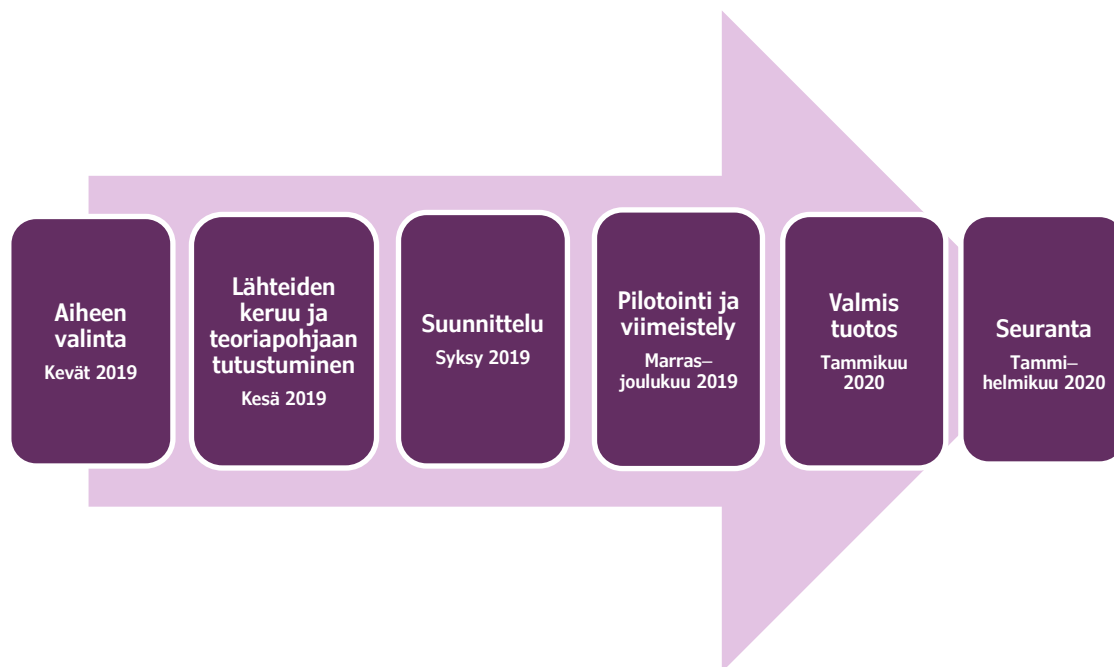 Aiheen
valinta
Kevät 2019
Lähteiden
keruu ja
teoriapohjaan
tutustuminen
Kesä 2019
Suunnittelu
Syksy 2019
Pilotointi ja
viimeistely
Marras–
joulukuu 2019
Valmis
tuotos
Tammikuu
2020
Seuranta
Tammi–
helmikuu 2020